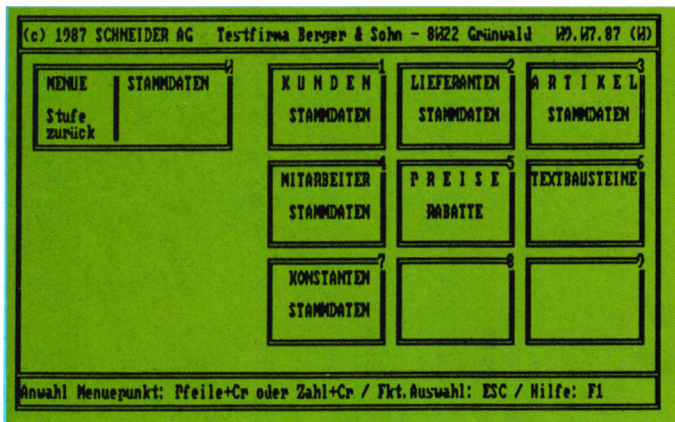 (c) 1987 SCHNEIDER AG Testfirma Berger & Sohn - 8022 Grünwald 09.07.87 (0)
0
MENUE STAMMDATEN
Stufe
zurück
1
K U N D E N
STAMMDATEN
2
LIEFERANTEN
STAMMDATEN
3
A R T I K E L
STAMMDATEN
4
MITARBEITER
STAMMDATEN
5
P R E I S E
RABATTE
6
TEXTBAUSTEINE
7
KONSTANTEN
STAMMDATEN
8
9
Anwahl Menuepunkt: Pfeile+Cr oder Zahl+Cr / Fkt.Auswahl: ESC / Hilfe: F1